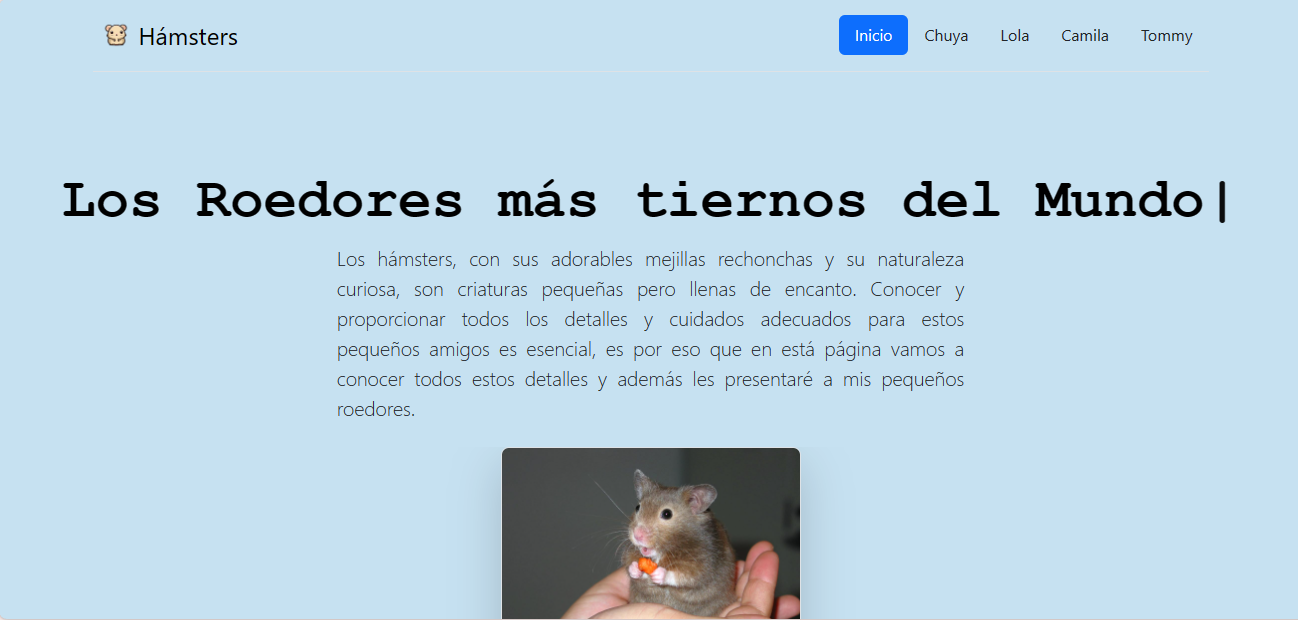 Hámsters
Inicio Chuya Lola Camila Tommy
Los Roedores más tiernos del Mundo|
Los hámsters, con sus adorables mejillas rechonchas y su naturaleza
curiosa, son criaturas pequeñas pero llenas de encanto. Conocer y
proporcionar todos los detalles y cuidados adecuados para estos
pequeños amigos es esencial, es por eso que en está página vamos a
conocer todos estos detalles y además les presentaré a mis pequeños
roedores.